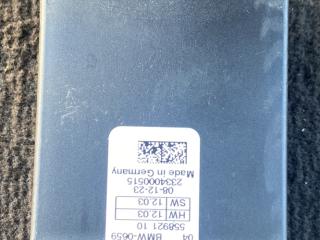 04 BMW-0659
558921 10
HW 12.03
SW 12.03
08-12-23
2334000515
Made in Germany